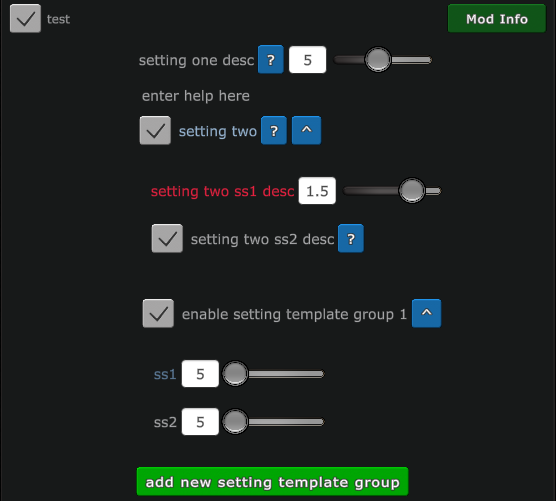 test Mod Info
setting one desc ? 5
enter help here
setting two ? ^
setting two ss1 desc 1.5
setting two ss2 desc ?
enable setting template group 1 ^
ss1 5
ss2 5
add new setting template group